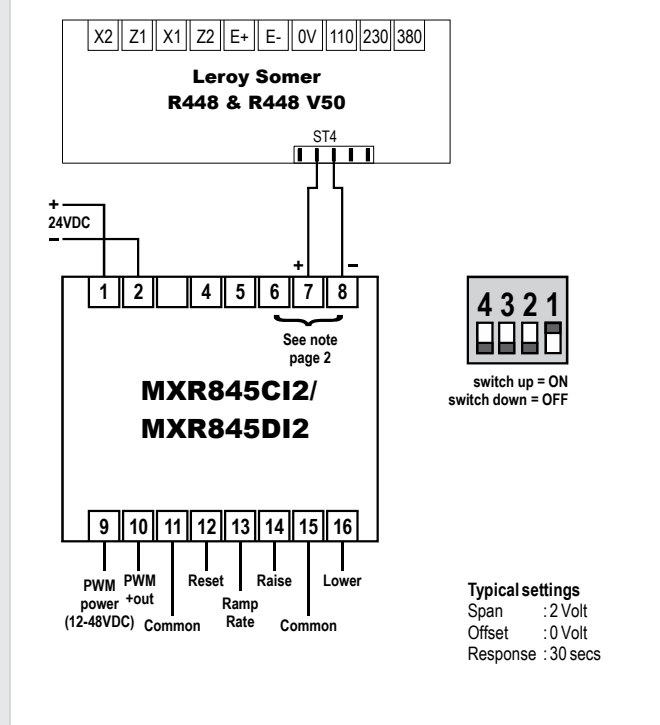 X2 Z1 X1 Z2 E+ E- 0V 110 230 380
Leroy Somer
R448 & R448 V50
ST4
+
24VDC
–
+ –
1 2 4 5 6 7 8
See note
page 2
MXR845CI2/
MXR845DI2
4 3 2 1
switch up = ON
switch down = OFF
9 10 11 12 13 14 15 16
PWM
power
(12-48VDC)
PWM
+out
Common
Reset
Ramp
Rate
Raise
Common
Lower
Typical settings
Span : 2 Volt
Offset : 0 Volt
Response : 30 secs